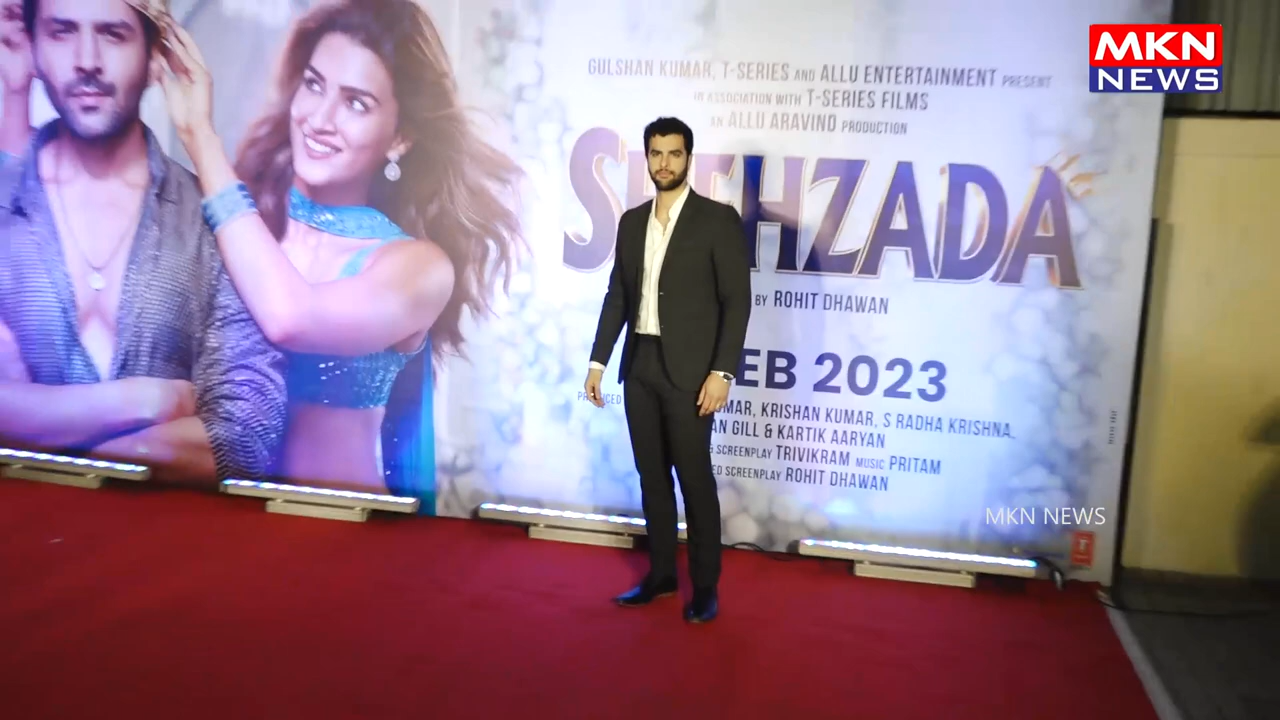 MKN
NEWS
GULSHAN KUMAR, T-SERIES AND ALLU ENTERTAINMENT PRESENT
IN ASSOCIATION WITH T-SERIES FILMS
AN ALLU ARAVIND PRODUCTION
SHEHZADA
BY ROHIT DHAWAN
EB 2023
KRISHAN KUMAR, S RADHA KRISHNA,
GILL & KARTIK AARYAN
SCREENPLAY TRIVIKRAM MUSIC PRITAM
SCREENPLAY ROHIT DHAWAN
MKN NEWS
T